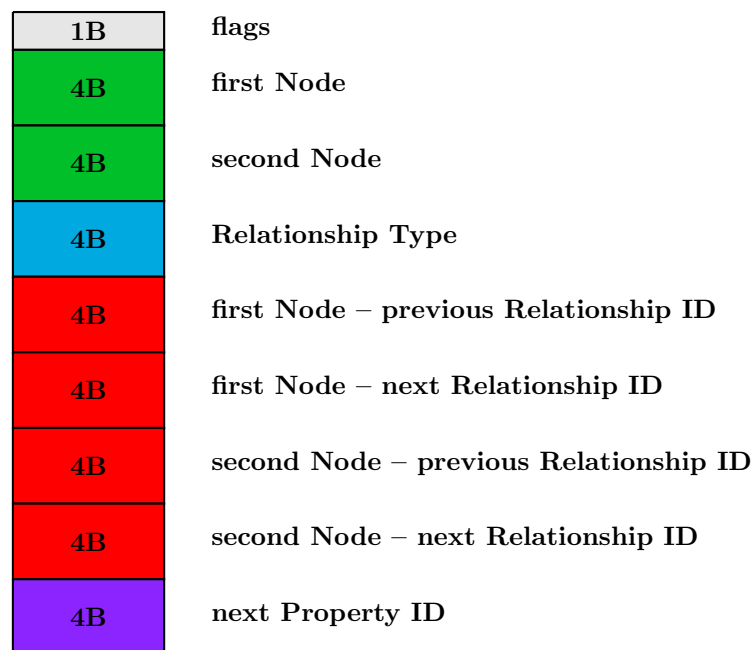 1B flags
4B first Node
4B second Node
4B Relationship Type
4B first Node – previous Relationship ID
4B first Node – next Relationship ID
4B second Node – previous Relationship ID
4B second Node – next Relationship ID
4B next Property ID